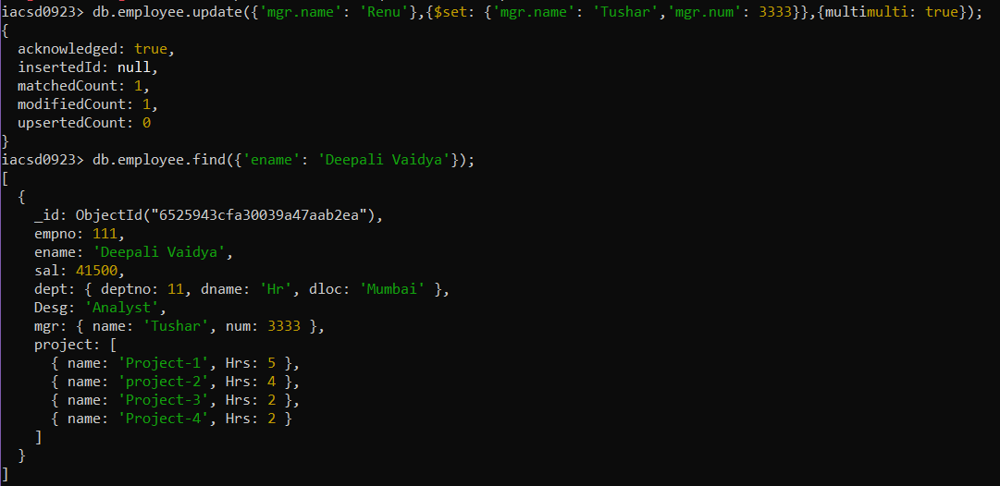 iacsd0923> db.employee.update({'mgr.name': 'Renu'},{$set: {'mgr.name': 'Tushar','mgr.num': 3333}},{multimulti: true});
{
  acknowledged: true,
  insertedId: null,
  matchedCount: 1,
  modifiedCount: 1,
  upsertedCount: 0
}
iacsd0923> db.employee.find({'ename': 'Deepali Vaidya'});
[
  {
    _id: ObjectId("6525943cfa30039a47aab2ea"),
    empno: 111,
    ename: 'Deepali Vaidya',
    sal: 41500,
    dept: { deptno: 11, dname: 'Hr', dloc: 'Mumbai' },
    Desg: 'Analyst',
    mgr: { name: 'Tushar', num: 3333 },
    project: [
      { name: 'Project-1', Hrs: 5 },
      { name: 'project-2', Hrs: 4 },
      { name: 'Project-3', Hrs: 2 },
      { name: 'Project-4', Hrs: 2 }
    ]
  }
]